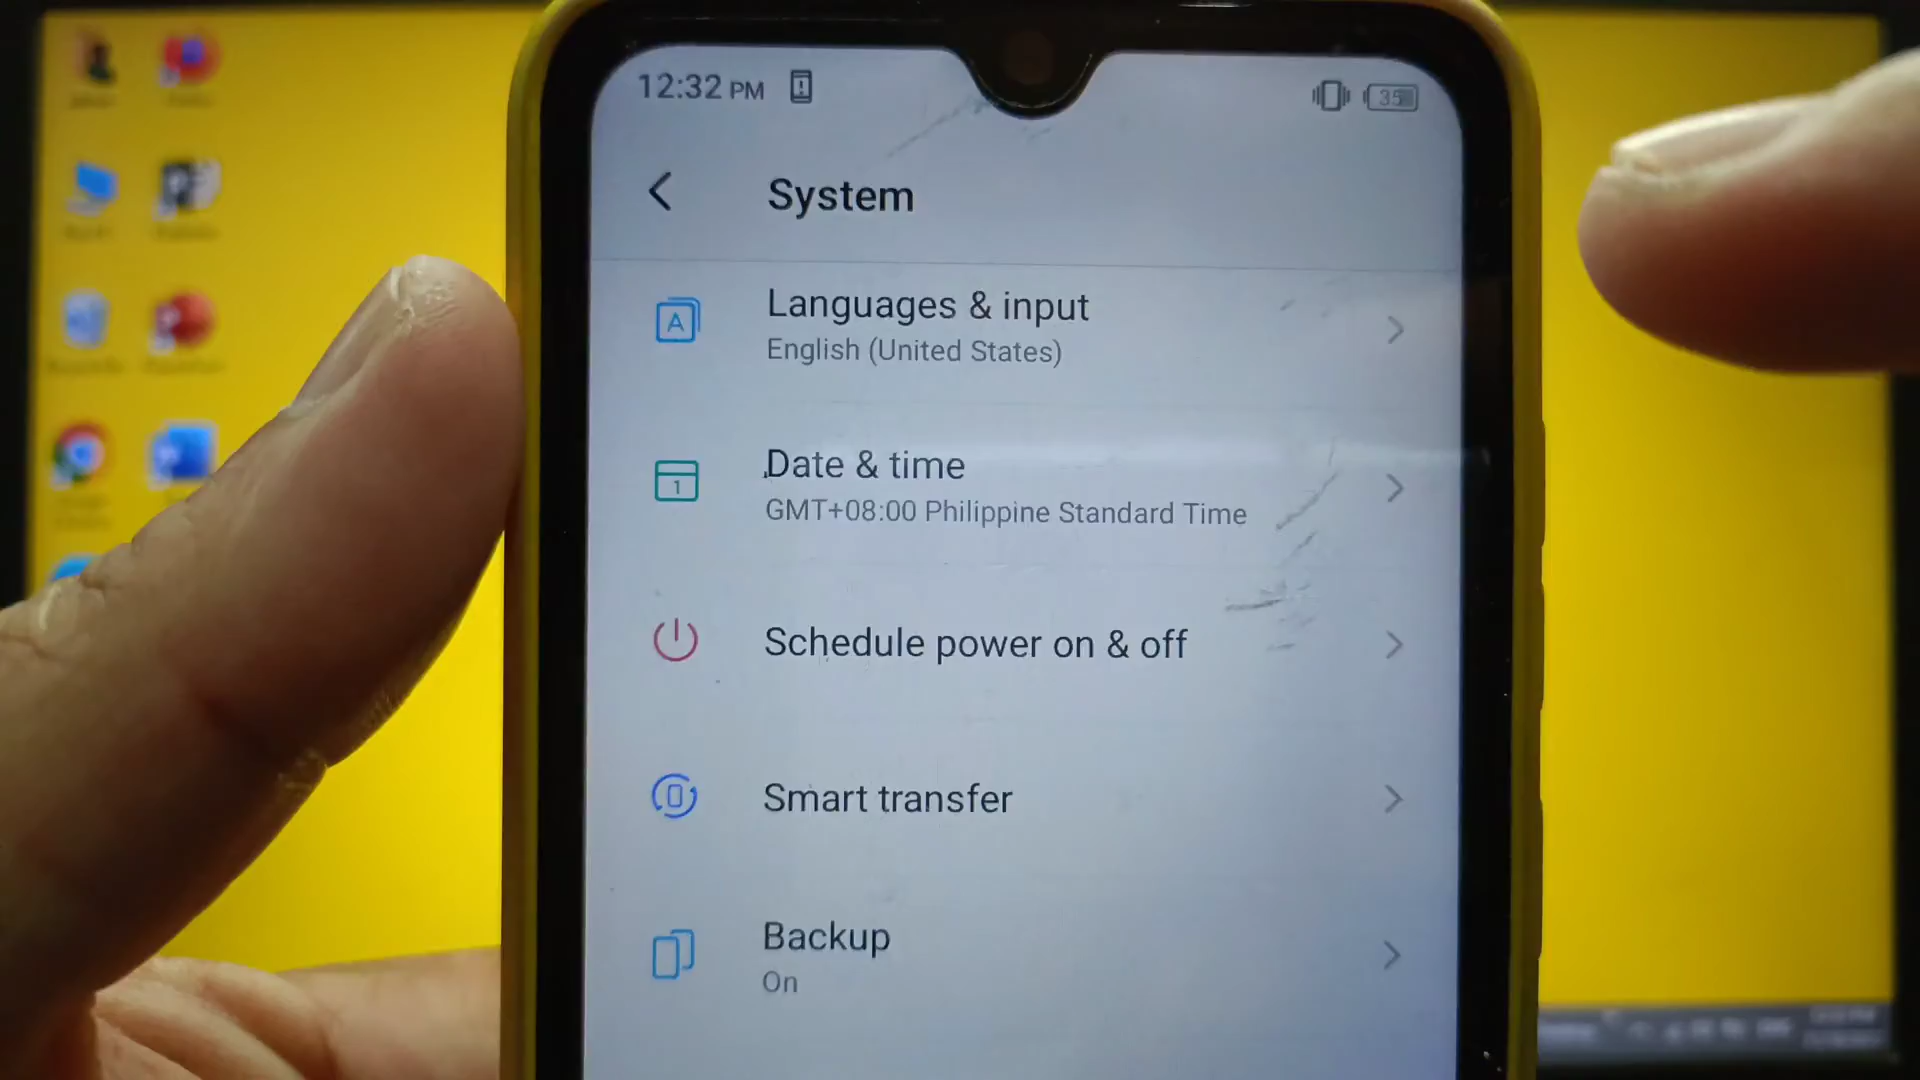 12:32 PM
35
System
Languages & input
English (United States)
Date & time
GMT+08:00 Philippine Standard Time
Schedule power on & off
Smart transfer
Backup
On